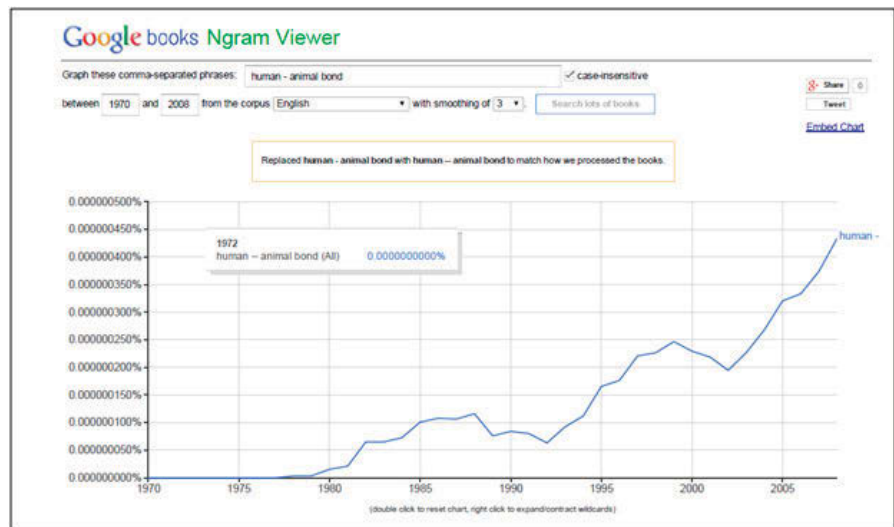 Google books Ngram Viewer
Graph these comma-separated phrases: human - animal bond case-insensitive
between 1970 and 2008 from the corpus English with smoothing of 3 . Search lots of books
Share 0
Tweet
Embed Chart
Replaced human - animal bond with human -- animal bond to match how we processed the books.
0.000000500%
0.000000450%
0.000000400%
0.000000350%
0.000000300%
0.000000250%
0.000000200%
0.000000150%
0.000000100%
0.000000050%
0.000000000%
1972
human -- animal bond (All) 0.0000000000%
human -
1970 1975 1980 1985 1990 1995 2000 2005
(double click to reset chart, right click to expand/contract wildcards)